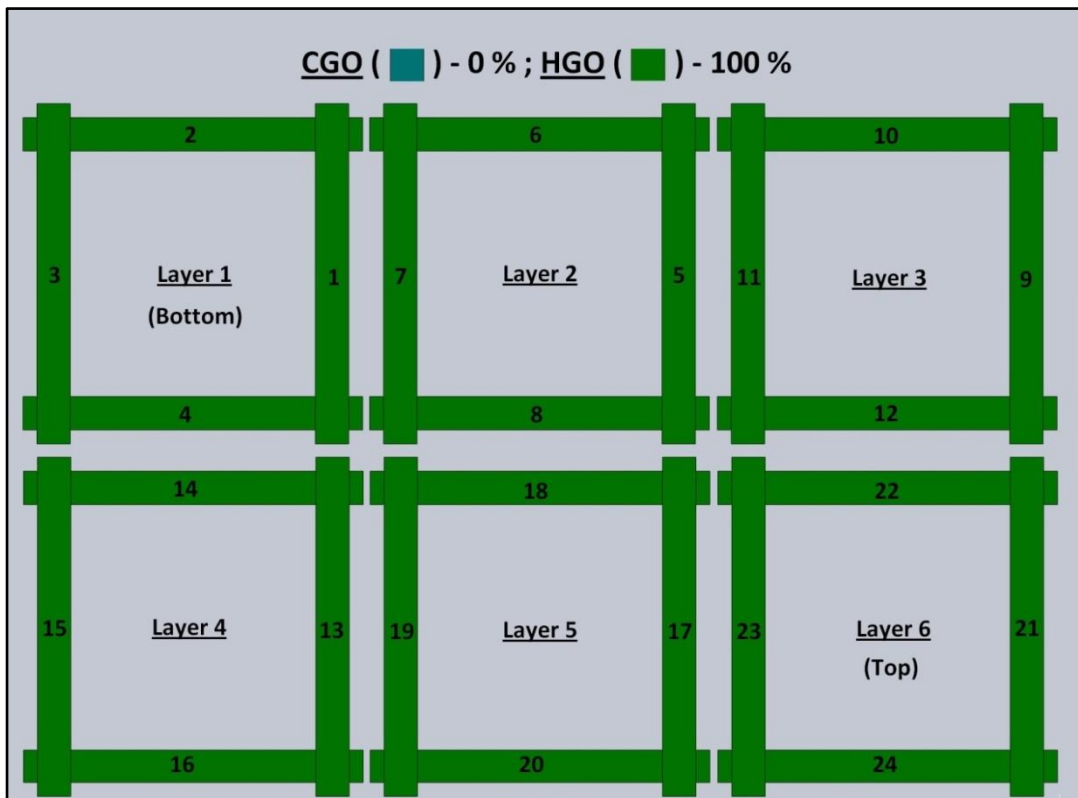 CGO ( ) - 0 % ; HGO ( ) - 100 %
2
6
10
3
Layer 1
(Bottom)
1
7
Layer 2
5
11
Layer 3
9
4
8
12
14
18
22
15
Layer 4
13
19
Layer 5
17
23
Layer 6
(Top)
21
16
20
24